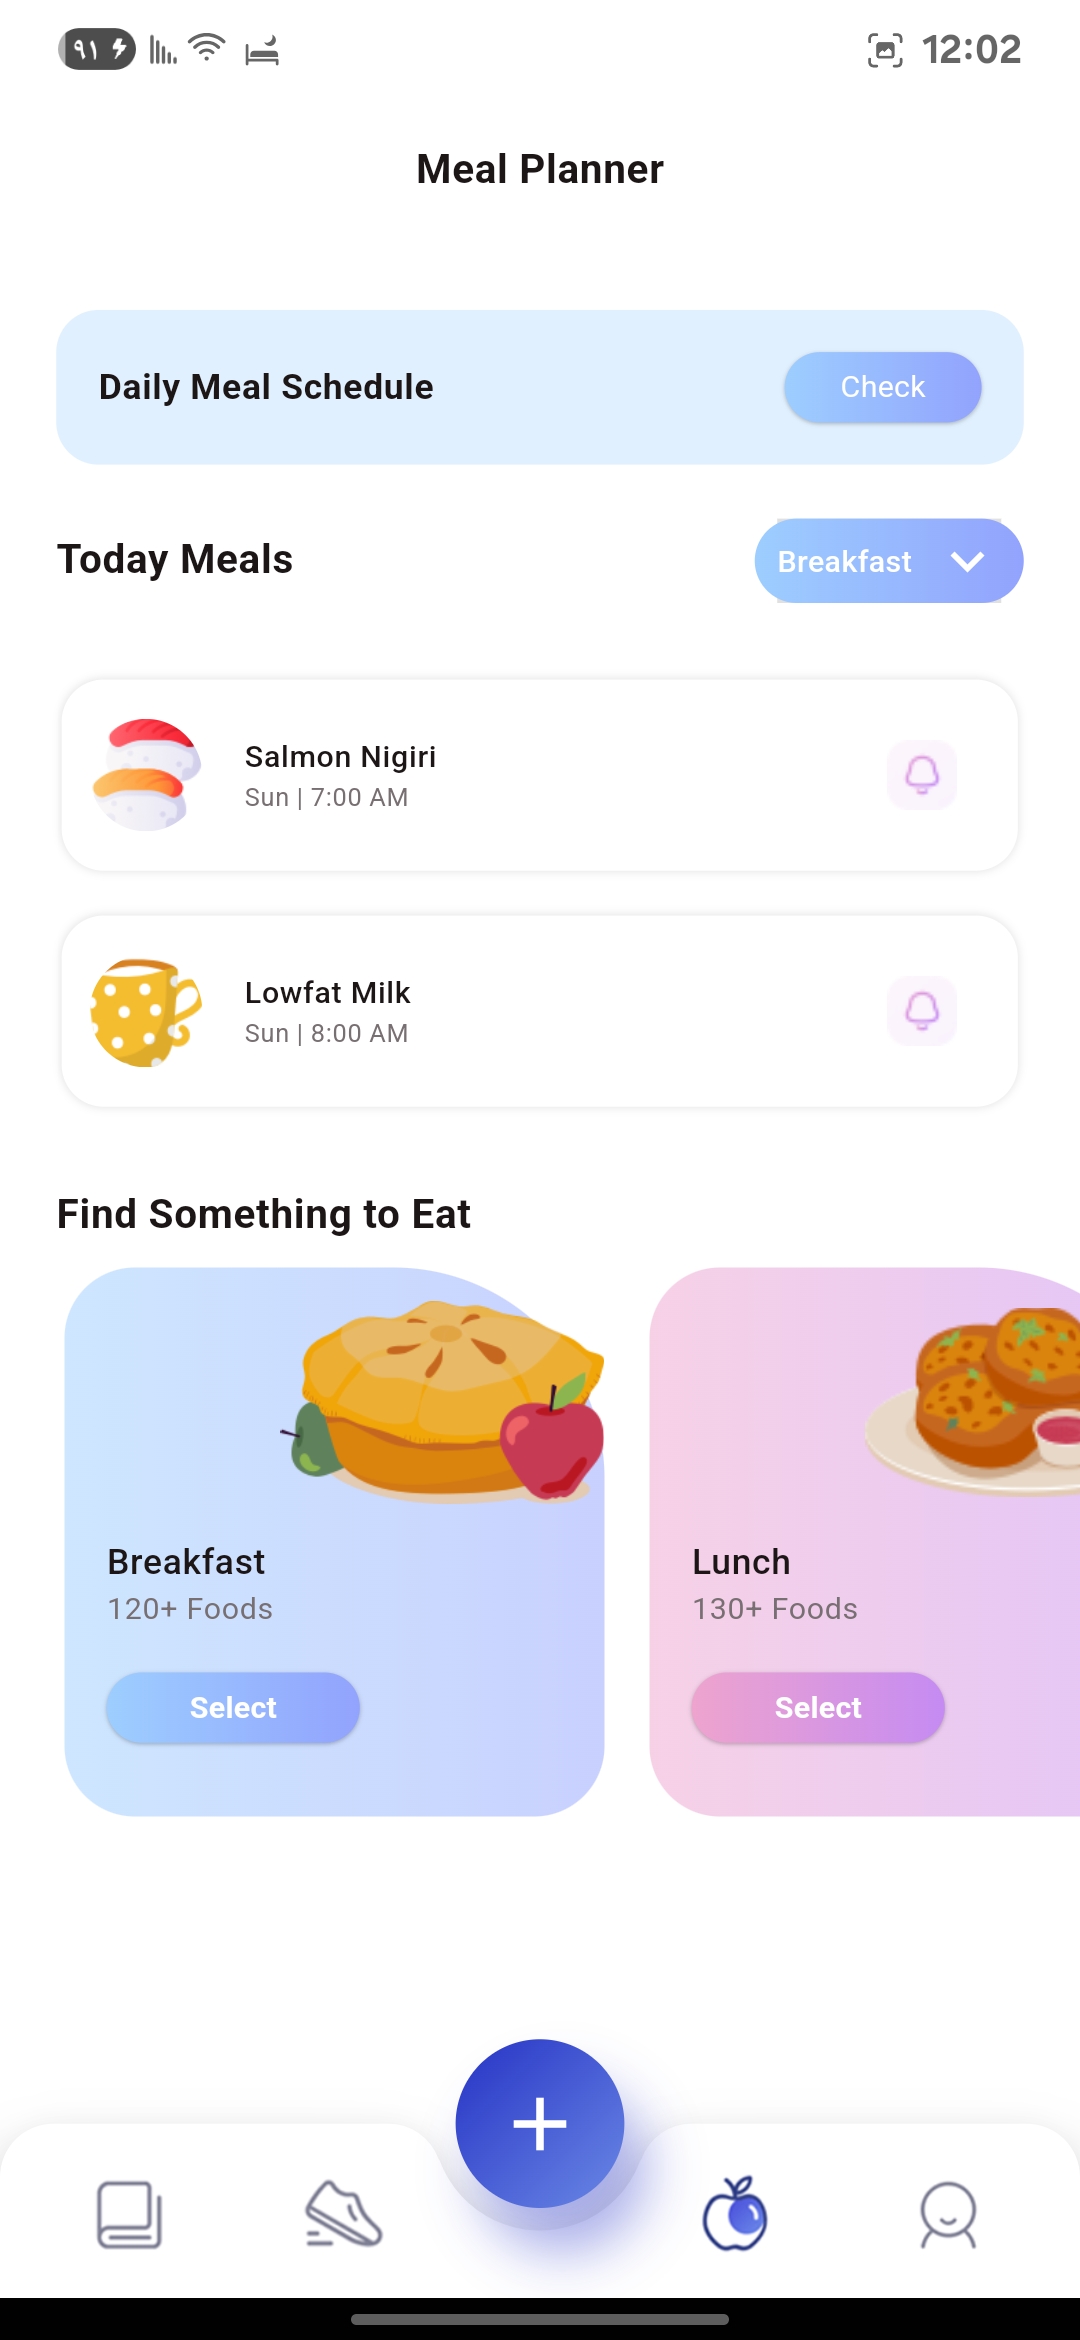 ٩١
12:02
Meal Planner
Daily Meal Schedule
Check
Today Meals
Breakfast
Salmon Nigiri
Sun | 7:00 AM
Lowfat Milk
Sun | 8:00 AM
Find Something to Eat
Breakfast
120+ Foods
Select
Lunch
130+ Foods
Select